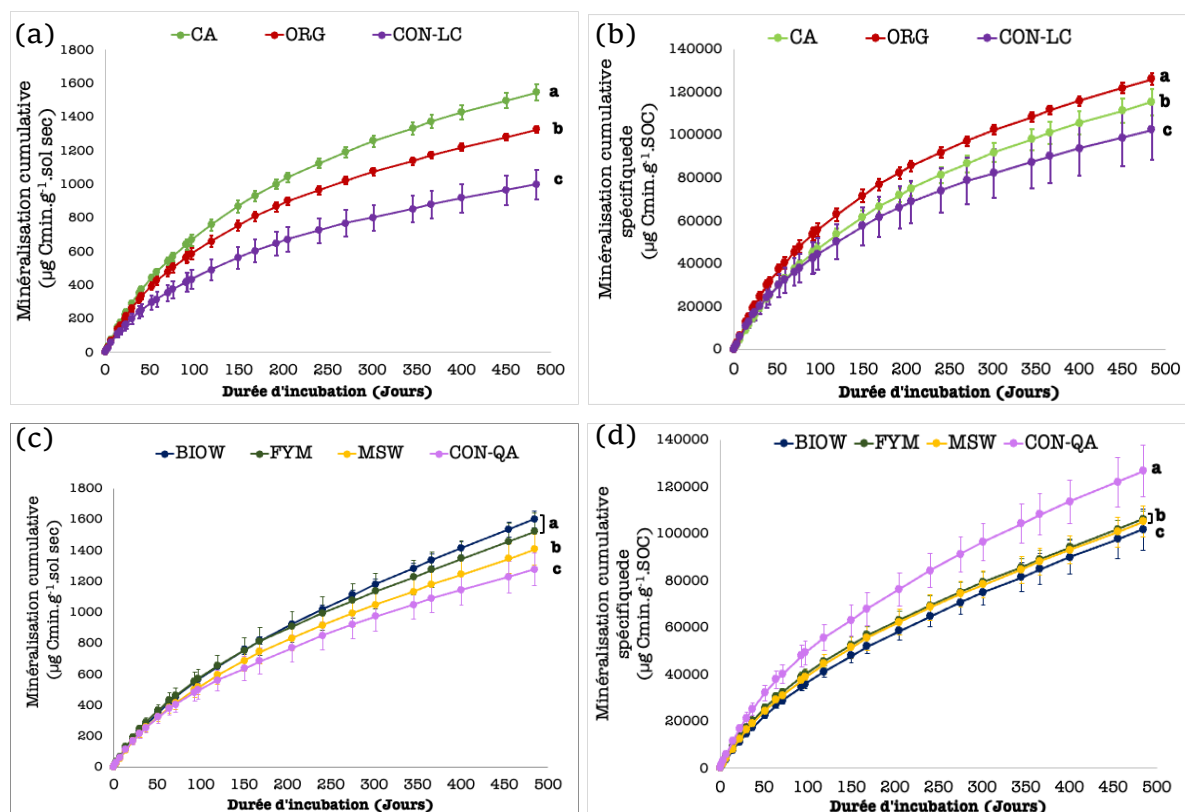 (a)
CA ORG CON-LC
Minéralisation cumulative
(µg Cmin.g⁻¹.sol sec)
1800
1600
1400
1200
1000
800
600
400
200
0
a
b
c
0 50 100 150 200 250 300 350 400 450 500
Durée d'incubation (Jours)
(b)
CA ORG CON-LC
Minéralisation cumulative
spécifiquede
(µg Cmin.g⁻¹.SOC)
140000
120000
100000
80000
60000
40000
20000
0
a
b
c
0 50 100 150 200 250 300 350 400 450 500
Durée d'incubation (Jours)
(c)
BIOW FYM MSW CON-QA
Minéralisation cumulative
(µg Cmin.g⁻¹.sol sec)
1800
1600
1400
1200
1000
800
600
400
200
0
a
b
c
0 50 100 150 200 250 300 350 400 450 500
Durée d'incubation (Jours)
(d)
BIOW FYM MSW CON-QA
Minéralisation cumulative
spécifiquede
(µg Cmin.g⁻¹.SOC)
140000
120000
100000
80000
60000
40000
20000
0
a
b
c
0 50 100 150 200 250 300 350 400 450 500
Durée d'incubation (Jours)